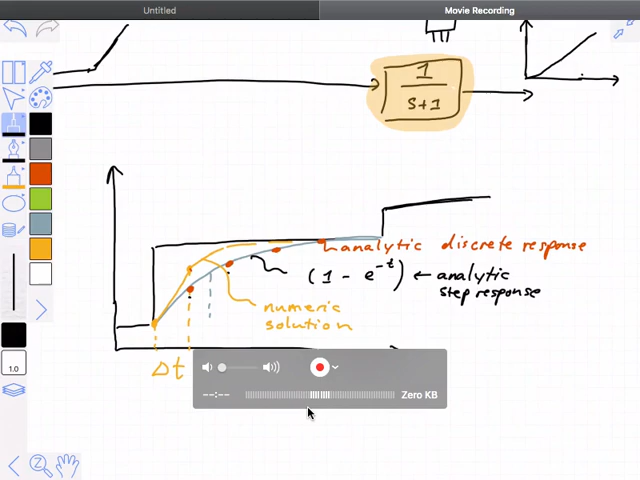 Untitled
Movie Recording
1
s+1
analytic discrete response
(1 - e^-t) ← analytic
step response
numeric
solution
Δt
--:--
Zero KB
1.0